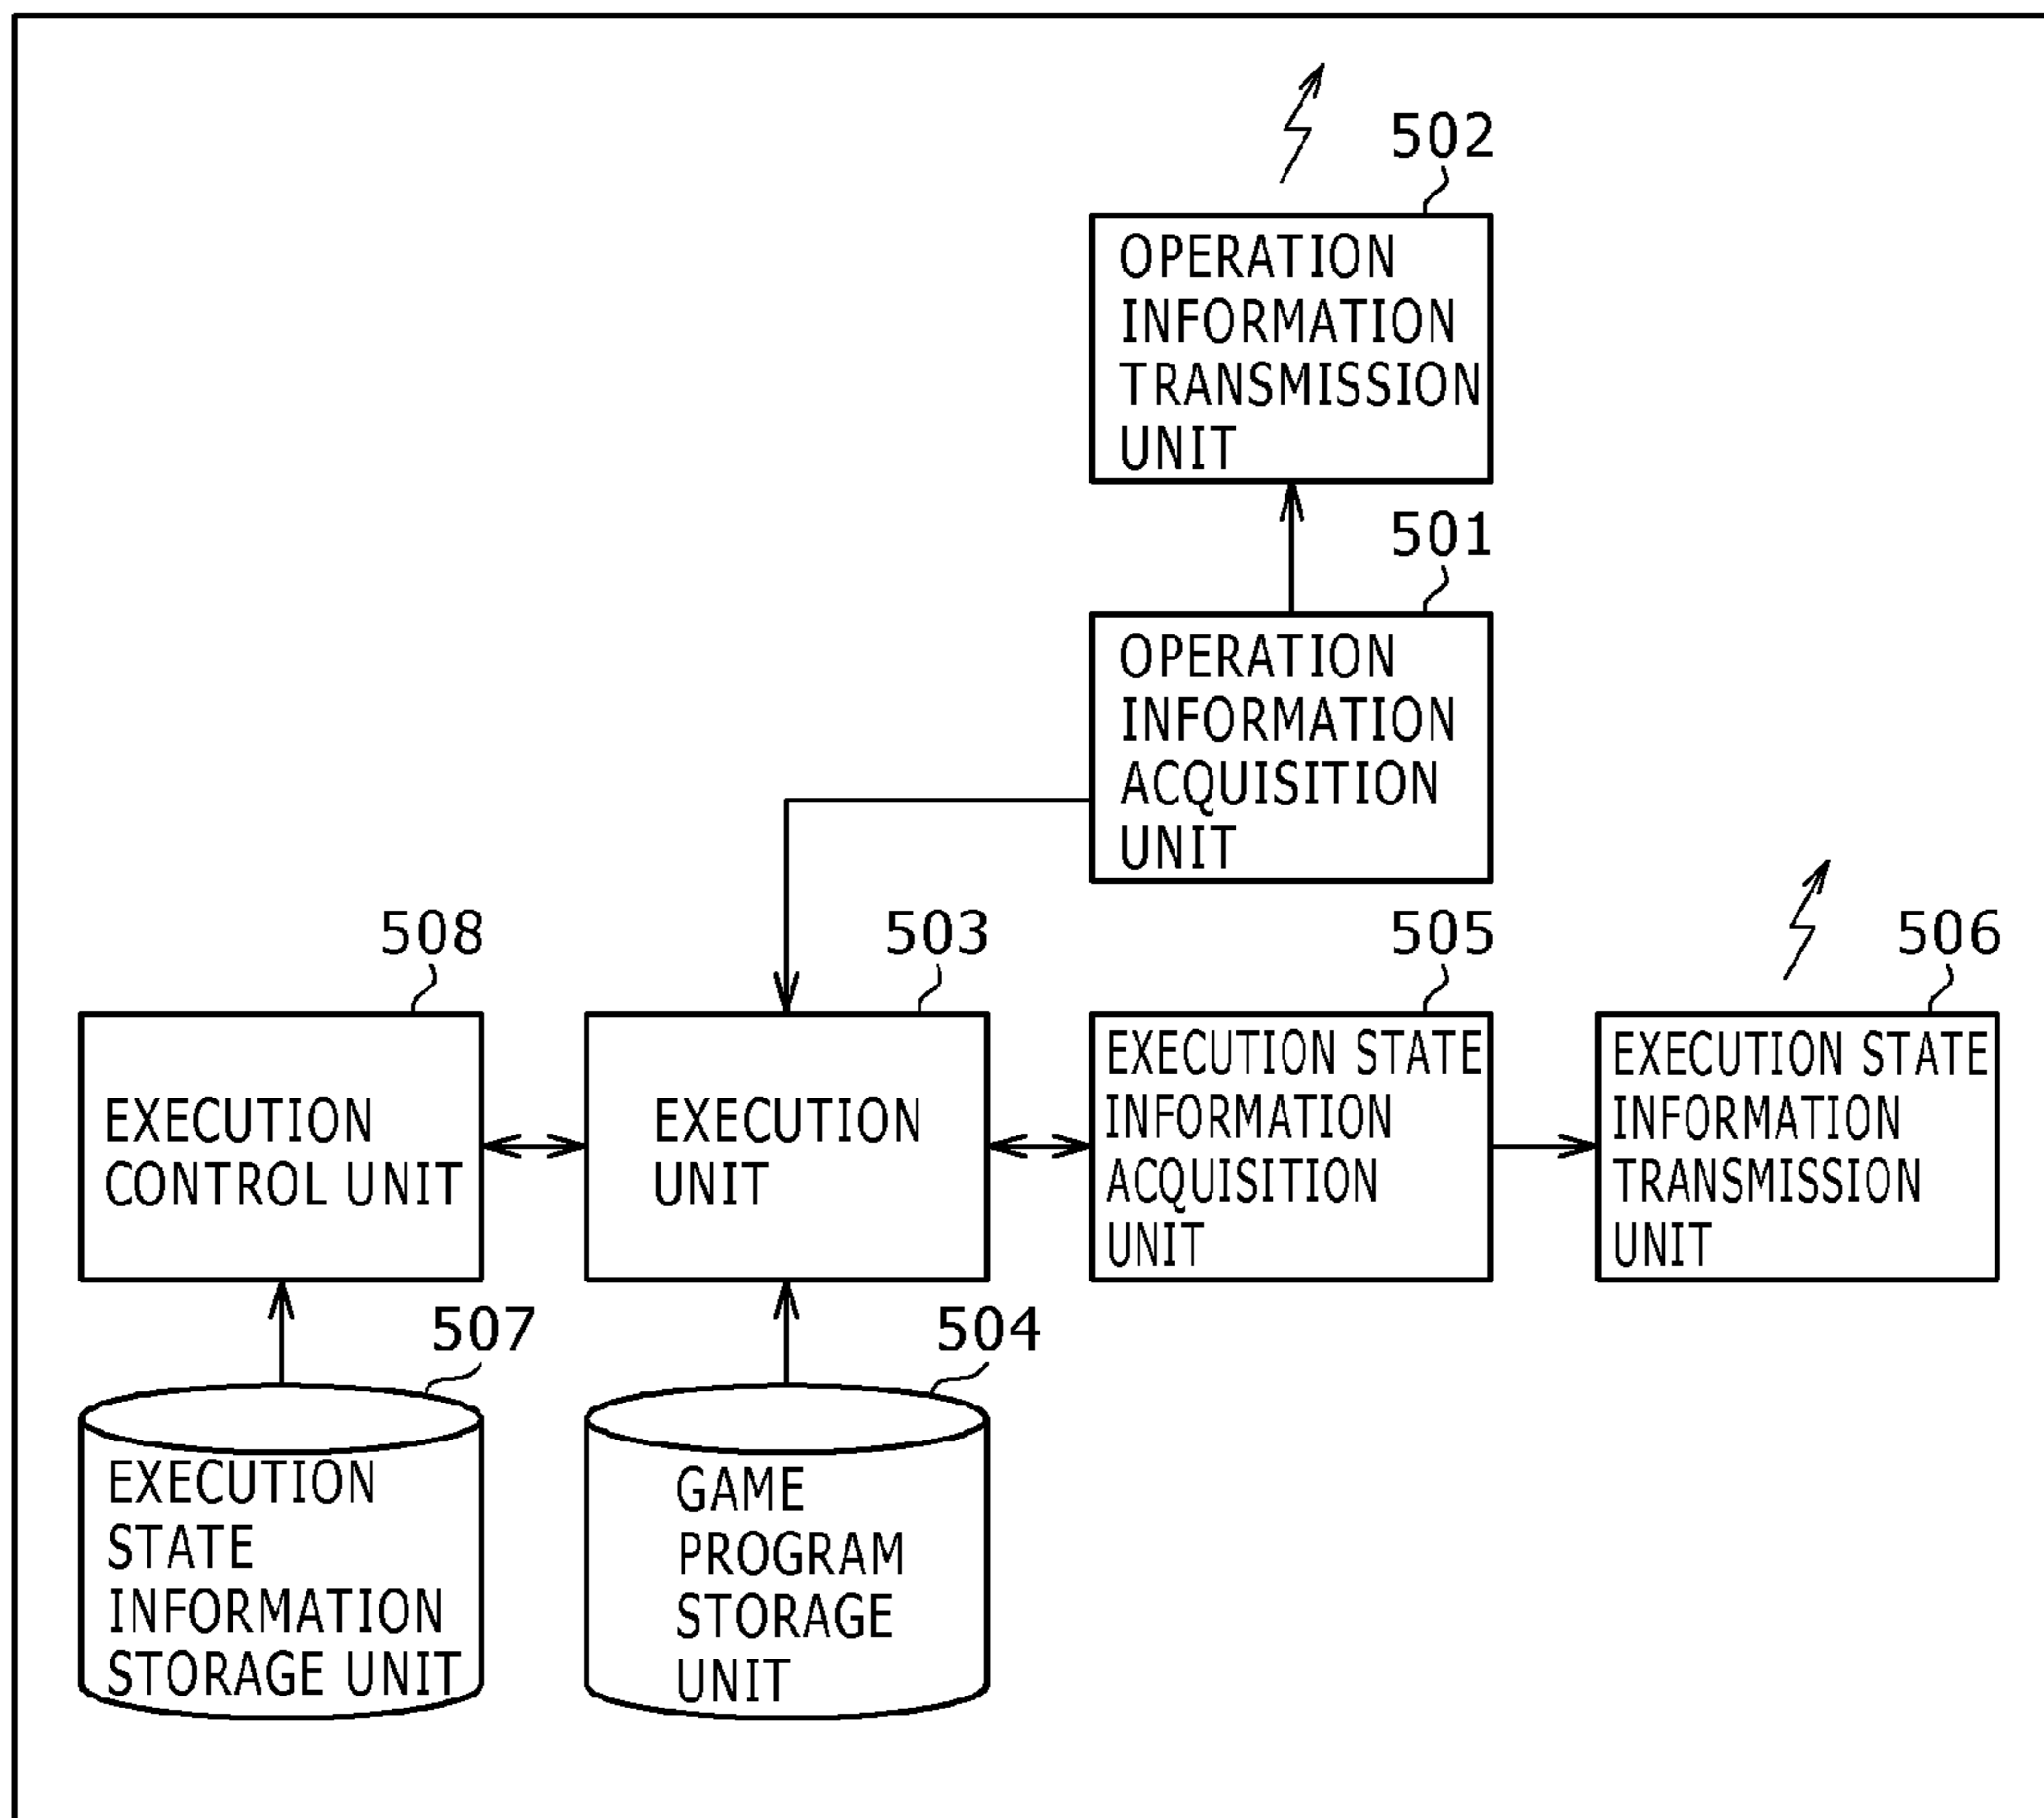 502
OPERATION
INFORMATION
TRANSMISSION
UNIT
501
OPERATION
INFORMATION
ACQUISITION
UNIT
508
EXECUTION
CONTROL UNIT
503
EXECUTION
UNIT
505
EXECUTION STATE
INFORMATION
ACQUISITION
UNIT
506
EXECUTION STATE
INFORMATION
TRANSMISSION
UNIT
507
EXECUTION
STATE
INFORMATION
STORAGE UNIT
504
GAME
PROGRAM
STORAGE
UNIT